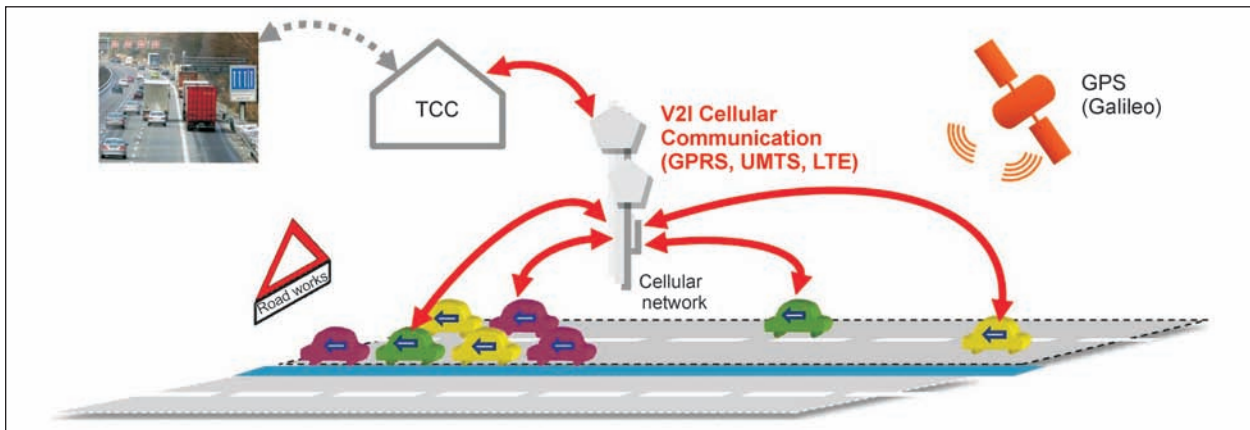 TCC
V2I Cellular
Communication
(GPRS, UMTS, LTE)
GPS
(Galileo)
Road works
Cellular
network